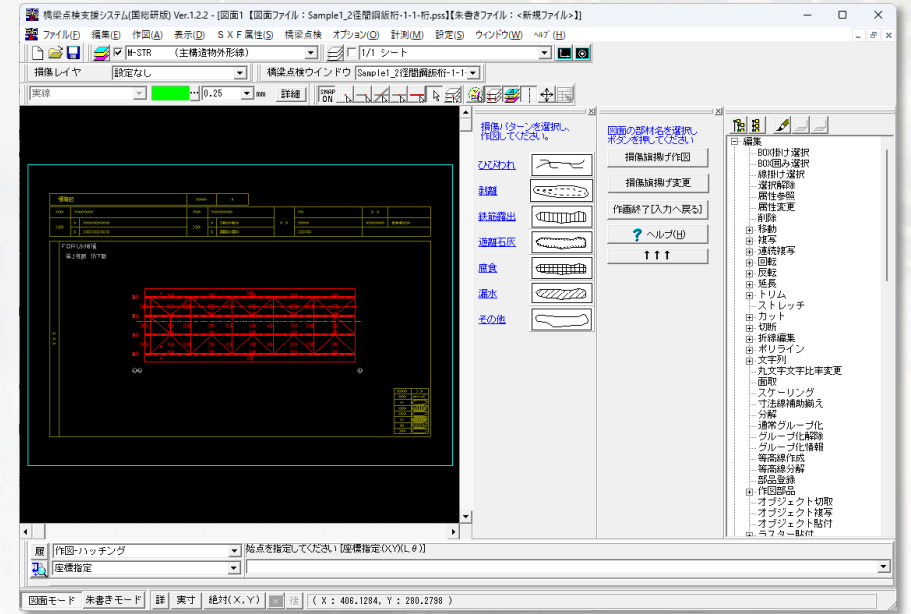 橋梁点検支援システム(国総研版) Ver.1.2.2 - [図面1【図面ファイル：Sample1_2径間鋼鈑桁-1-1-桁.pss】【朱書きファイル：<新規ファイル>】]
ファイル(F) 編集(E) 作図(A) 表示(D) ＳＸＦ属性(S) 橋梁点検 オプション(O) 計測(M) 設定(S) ウィンドウ(W) ﾍﾙﾌﾟ(H)
M-STR （主構造物外形線） 1/1 シート
損傷レイヤ 設定なし 橋梁点検ウインドウ Sample1_2径間鋼鈑桁-1-1-
実線 0.25 mm 詳細 SNAP ON
損傷パターンを選択し、
作図してください。
ひびわれ
剥離
鉄筋露出
遊離石灰
腐食
漏水
その他
図面の部材名を選択し
ボタンを押してください
損傷旗揚げ作図
損傷旗揚げ変更
作画終了[入力へ戻る]
? ヘルプ(H)
↑↑↑
編集
BOX掛け選択
BOX囲み選択
線掛け選択
選択解除
属性参照
属性変更
削除
移動
複写
連続複写
回転
反転
延長
トリム
ストレッチ
カット
切断
折線編集
ポリライン
文字列
丸文字文字比率変更
面取
スケーリング
寸法線補助揃え
分解
通常グループ化
グループ化解除
グループ化情報
等高線作成
等高線分解
部品登録
作図部品
オブジェクト切取
オブジェクト複写
オブジェクト貼付
ラスター貼付
履 作図-ハッチング 始点を指定してください [座標指定(XY)(Lθ)]
座標指定
図面モード 朱書きモード 詳 実寸 絶対(X,Y) 後 ( X : 406.1284, Y : 280.2798 )